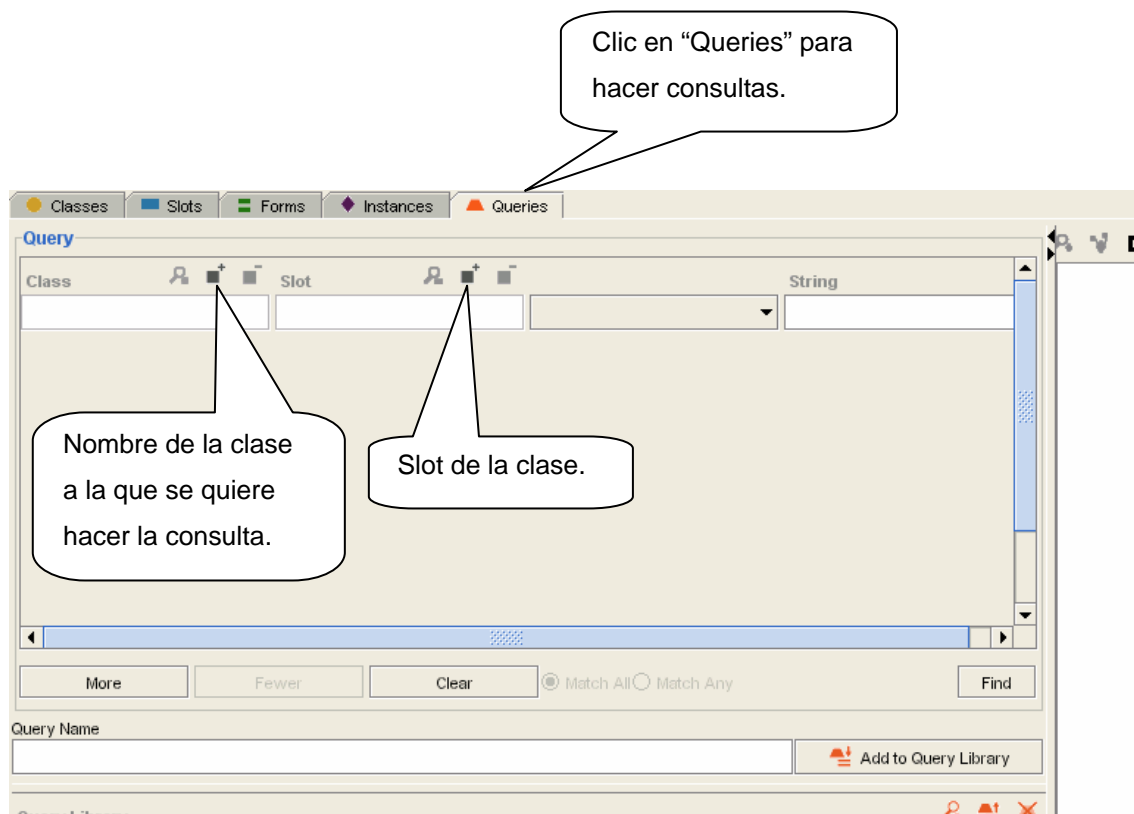 Clic en “Queries” para
hacer consultas.
Classes Slots Forms Instances Queries
Query
Class Slot String
Nombre de la clase
a la que se quiere
hacer la consulta.
Slot de la clase.
More Fewer Clear Match All Match Any Find
Query Name
Add to Query Library